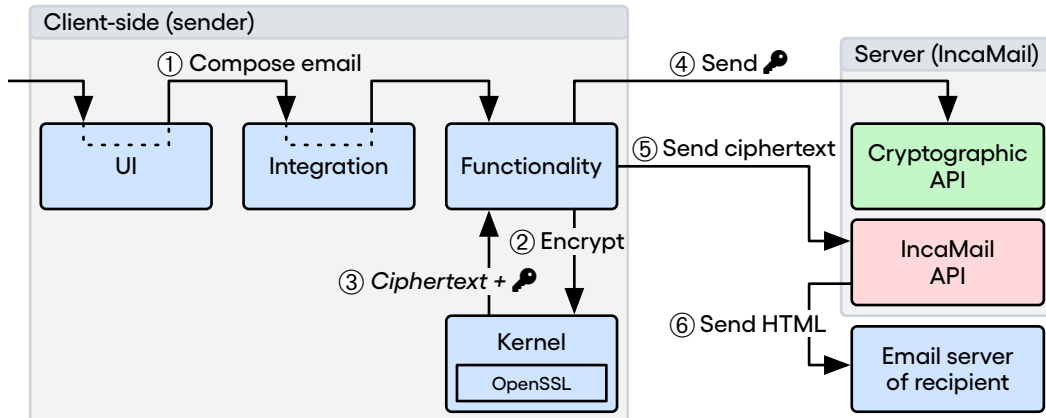 Client-side (sender)
① Compose email
④ Send
Server (IncaMail)
UI
Integration
Functionality
⑤ Send ciphertext
Cryptographic
API
② Encrypt
③ Ciphertext +
IncaMail
API
⑥ Send HTML
Kernel
OpenSSL
Email server
of recipient